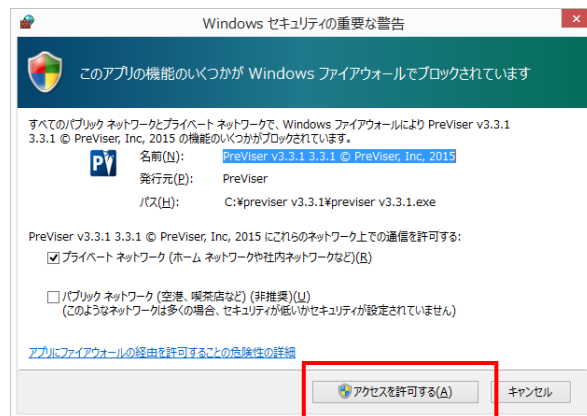 Windows セキュリティの重要な警告
このアプリの機能のいくつかが Windows ファイアウォールでブロックされています
すべてのパブリック ネットワークとプライベート ネットワークで、Windows ファイアウォールにより PreViser v3.3.1
3.3.1 © PreViser, Inc, 2015 の機能のいくつかがブロックされています。
PV
名前(N): PreViser v3.3.1 3.3.1 © PreViser, Inc, 2015
発行元(P): PreViser
パス(H): C:¥previser v3.3.1¥previser v3.3.1.exe
PreViser v3.3.1 3.3.1 © PreViser, Inc, 2015 にこれらのネットワーク上での通信を許可する:
プライベート ネットワーク (ホーム ネットワークや社内ネットワークなど)(R)
パブリック ネットワーク (空港、喫茶店など) (非推奨)(U)
(このようなネットワークは多くの場合、セキュリティが低いかセキュリティが設定されていません)
アプリにファイアウォールの経由を許可することの危険性の詳細
アクセスを許可する(A)
キャンセル